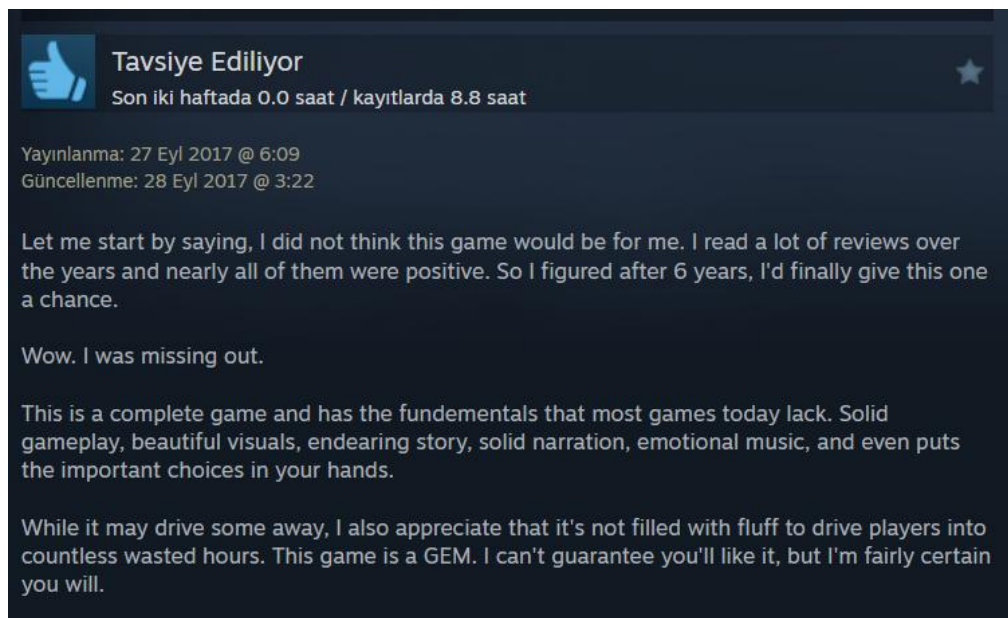 Tavsiye Ediliyor
Son iki haftada 0.0 saat / kayıtlarda 8.8 saat
Yayınlanma: 27 Eyl 2017 @ 6:09
Güncellenme: 28 Eyl 2017 @ 3:22
Let me start by saying, I did not think this game would be for me. I read a lot of reviews over
the years and nearly all of them were positive. So I figured after 6 years, I'd finally give this one
a chance.
Wow. I was missing out.
This is a complete game and has the fundementals that most games today lack. Solid
gameplay, beautiful visuals, endearing story, solid narration, emotional music, and even puts
the important choices in your hands.
While it may drive some away, I also appreciate that it's not filled with fluff to drive players into
countless wasted hours. This game is a GEM. I can't guarantee you'll like it, but I'm fairly certain
you will.